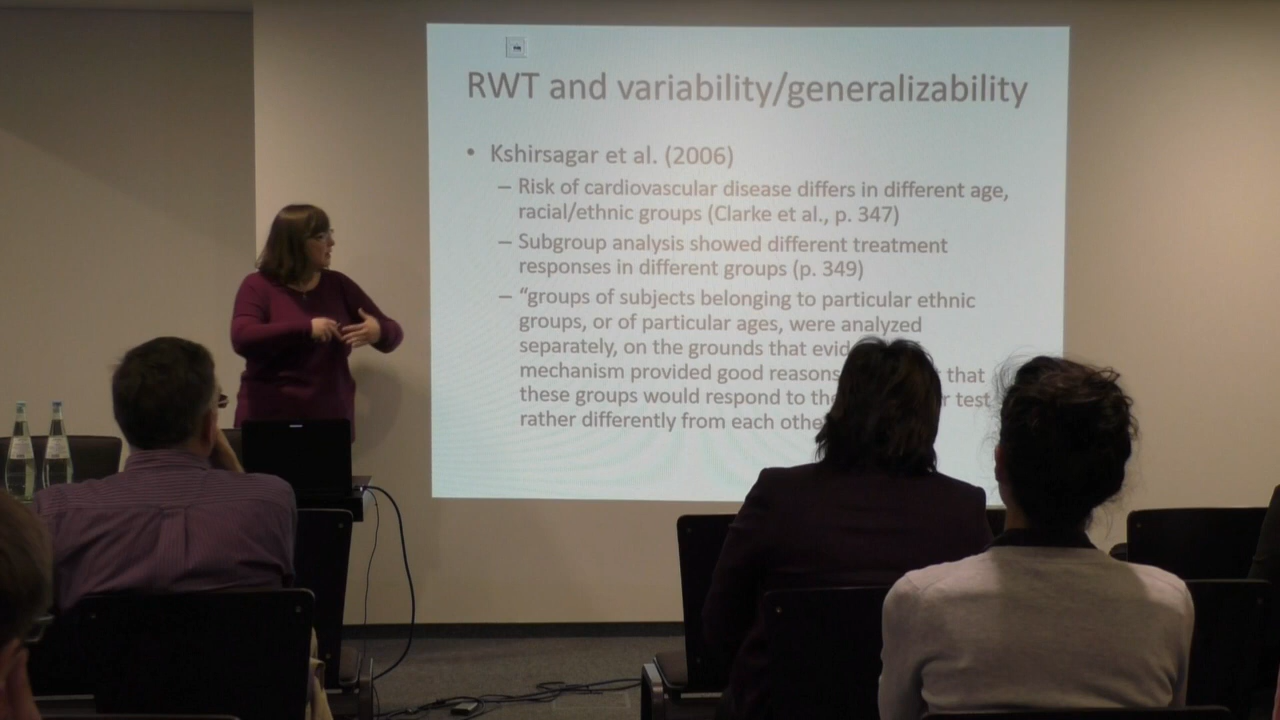 RWT and variability/generalizability
• Kshirsagar et al. (2006)
– Risk of cardiovascular disease differs in different age,
racial/ethnic groups (Clarke et al., p. 347)
– Subgroup analysis showed different treatment
responses in different groups (p. 349)
– “groups of subjects belonging to particular ethnic
groups, or of particular ages, were analyzed
separately, on the grounds that
mechanism provided good reasons that
these groups would respond to test
rather differently from each